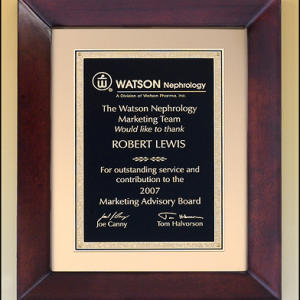 WATSON Nephrology
A Division of Watson Pharma, Inc.
The Watson Nephrology
Marketing Team
Would like to thank
ROBERT LEWIS
For outstanding service and
contribution to the
2007
Marketing Advisory Board
Joe Canny Tom Halvorson